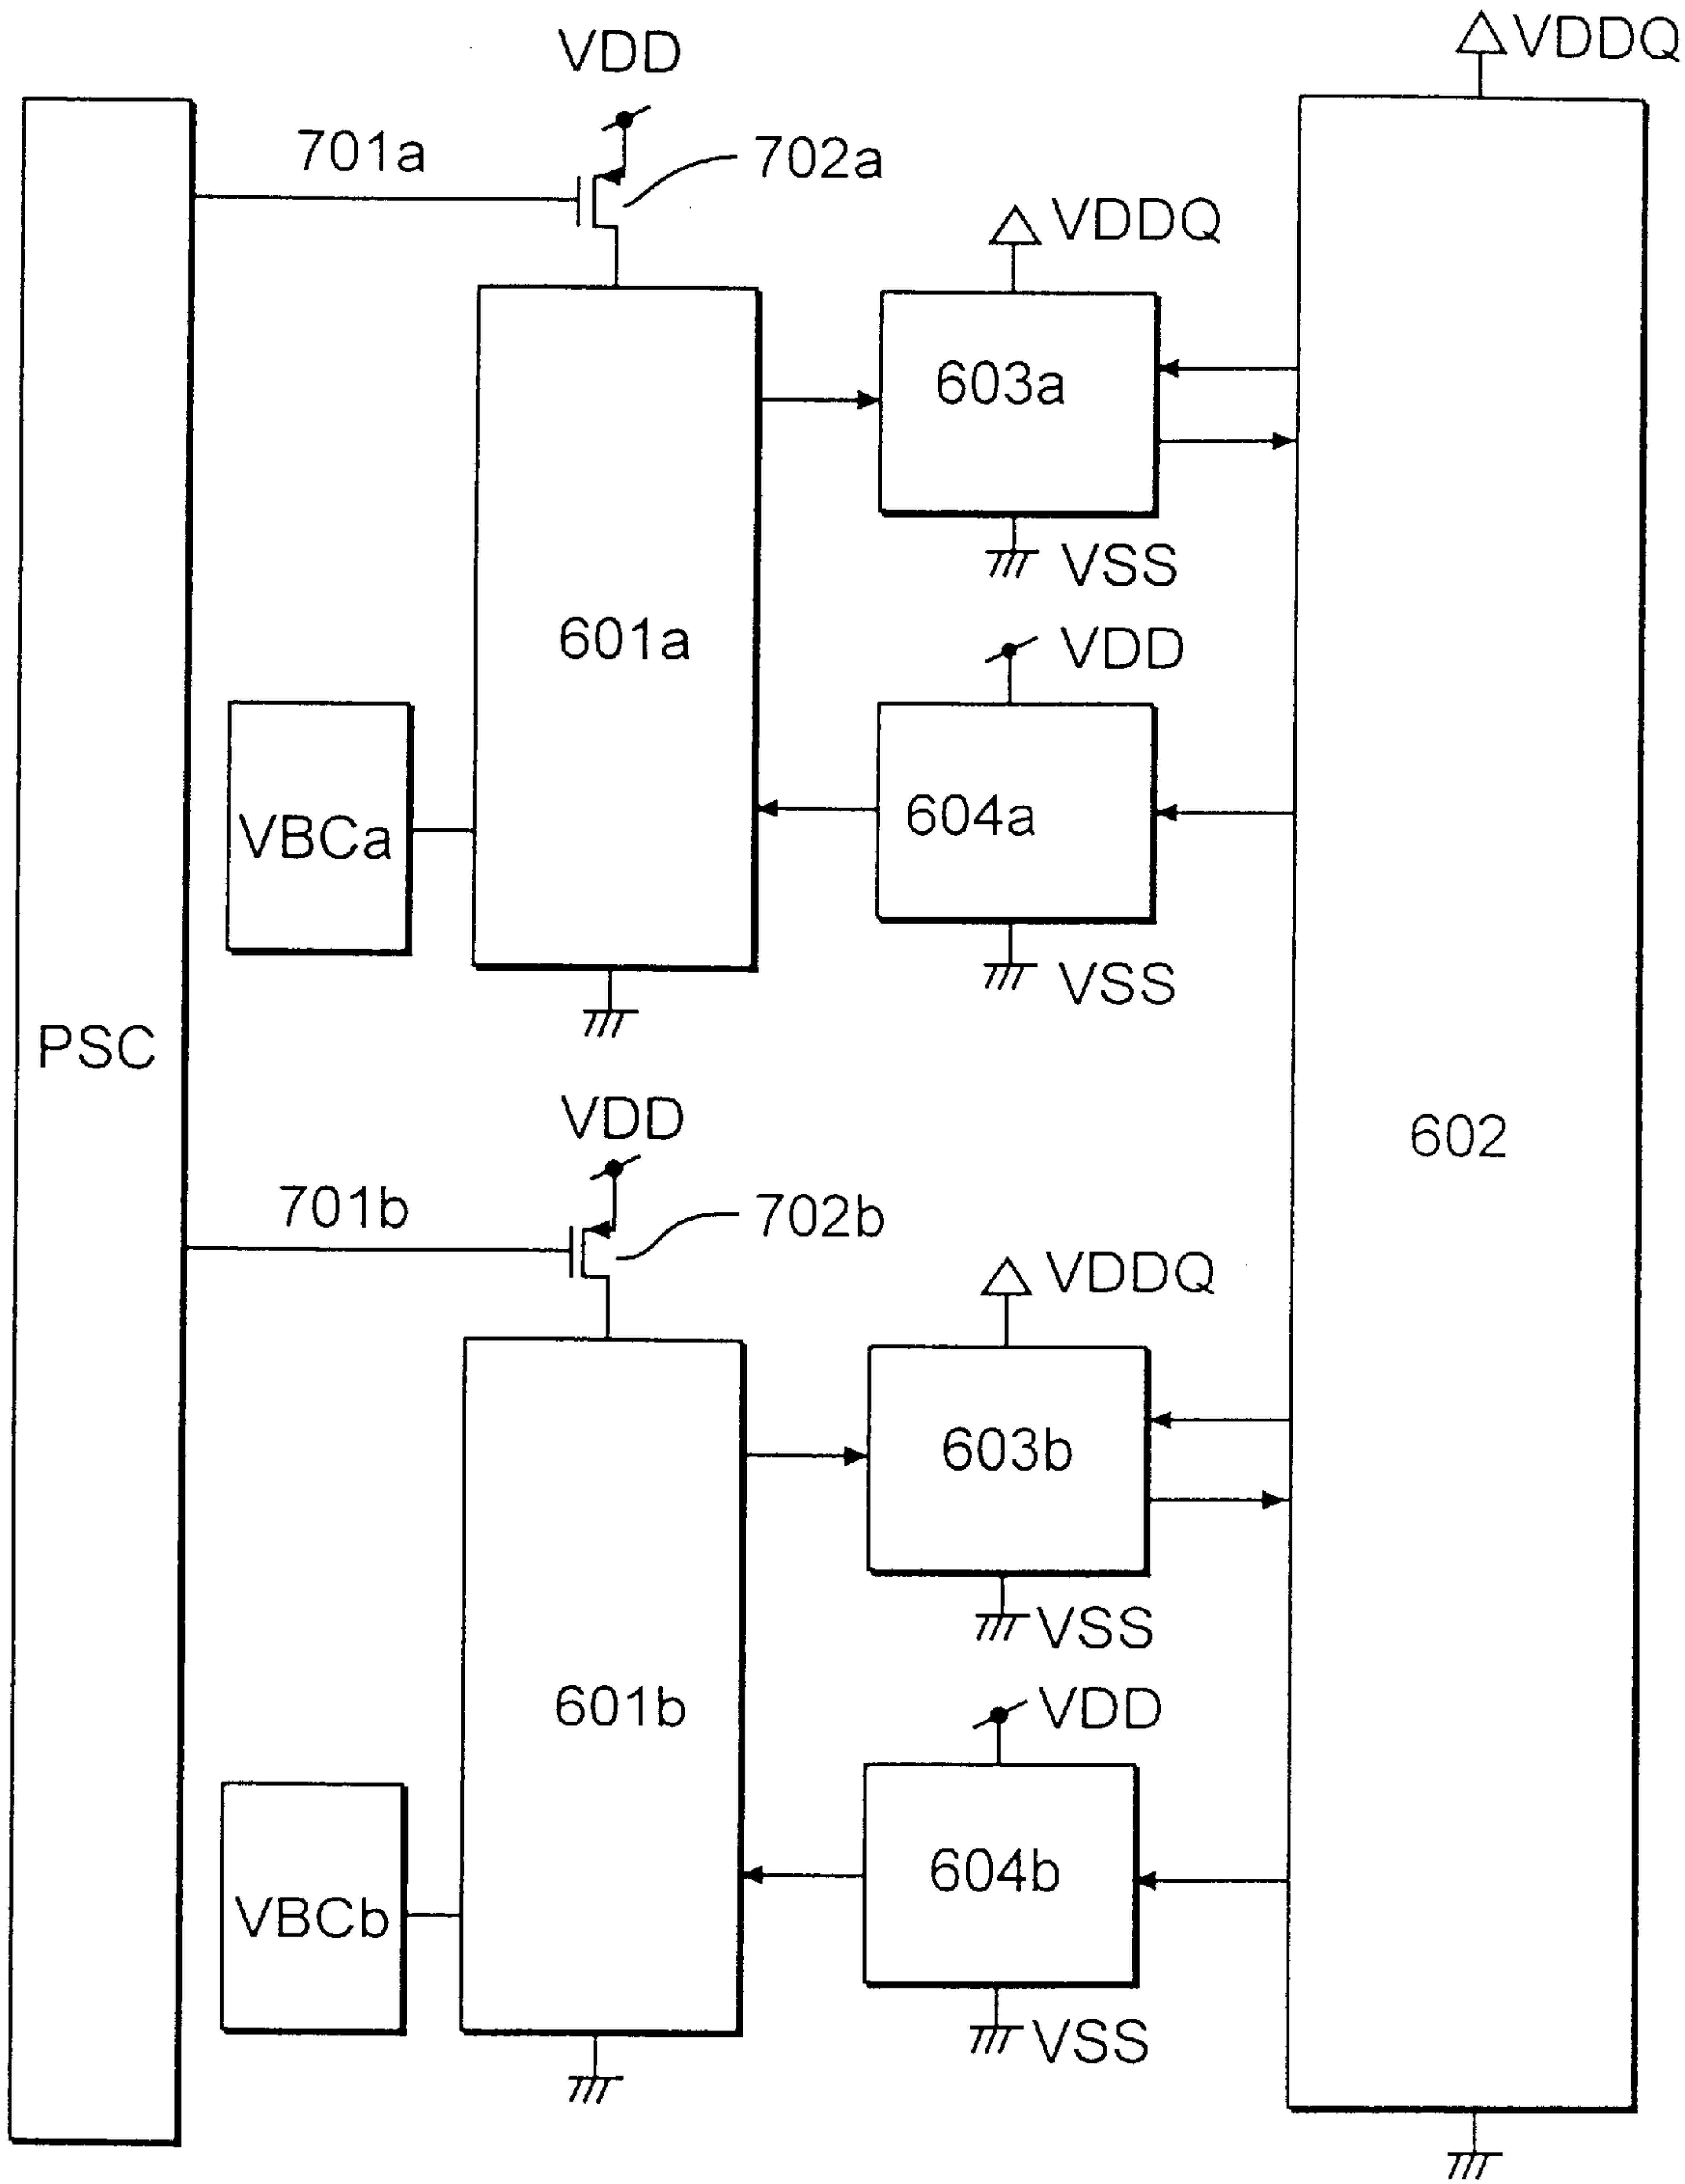 VDD
VDDQ
701a
702a
VDDQ
603a
VSS
601a
VDD
VBCa
604a
VSS
PSC
VDD
602
701b
702b
VDDQ
603b
VSS
601b
VDD
604b
VBCb
VSS